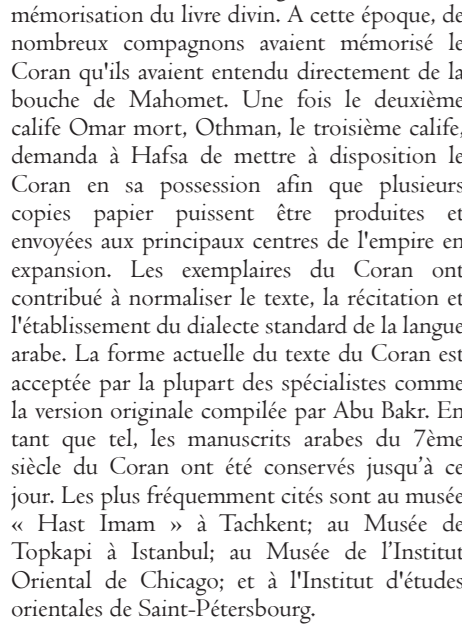 mémorisation du livre divin. A cette époque, de
nombreux compagnons avaient mémorisé le
Coran qu'ils avaient entendu directement de la
bouche de Mahomet. Une fois le deuxième
calife Omar mort, Othman, le troisième calife,
demanda à Hafsa de mettre à disposition le
Coran en sa possession afin que plusieurs
copies papier puissent être produites et
envoyées aux principaux centres de l'empire en
expansion. Les exemplaires du Coran ont
contribué à normaliser le texte, la récitation et
l'établissement du dialecte standard de la langue
arabe. La forme actuelle du texte du Coran est
acceptée par la plupart des spécialistes comme
la version originale compilée par Abu Bakr. En
tant que tel, les manuscrits arabes du 7ème
siècle du Coran ont été conservés jusqu'à ce
jour. Les plus fréquemment cités sont au musée
« Hast Imam » à Tachkent; au Musée de
Topkapi à Istanbul; au Musée de l’Institut
Oriental de Chicago; et à l'Institut d'études
orientales de Saint-Pétersbourg.